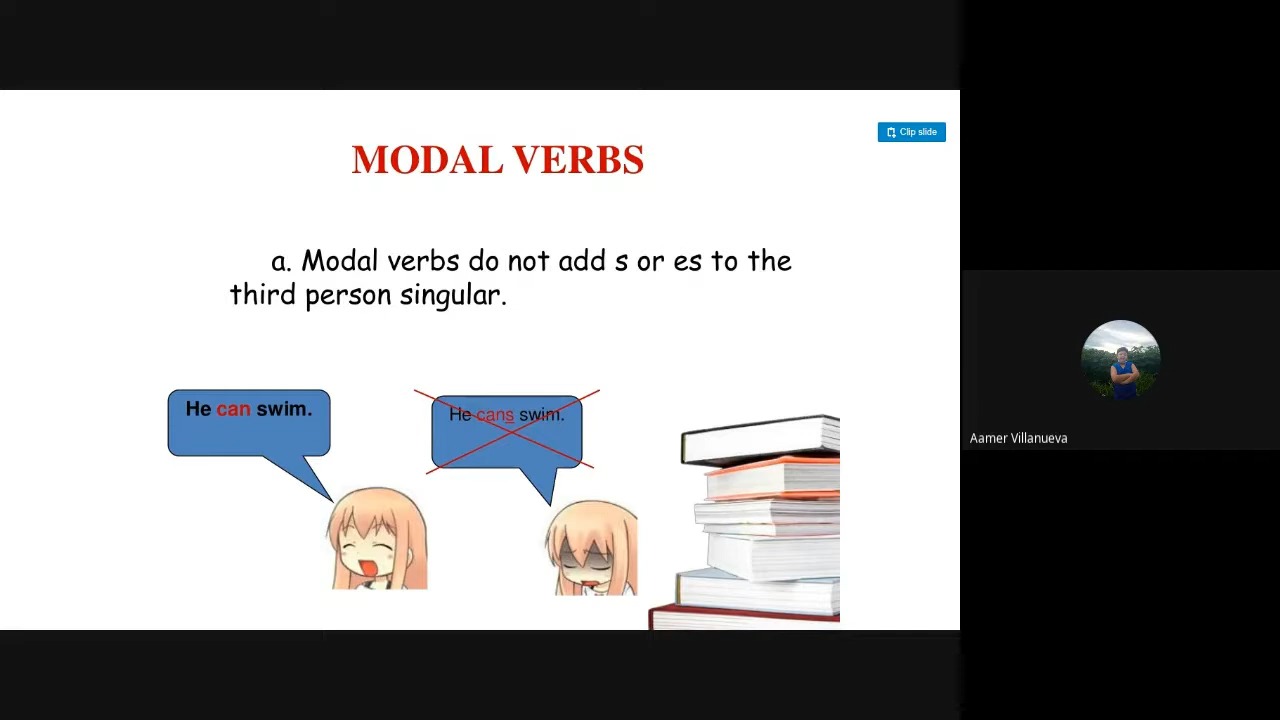 Clip slide
MODAL VERBS
a. Modal verbs do not add s or es to the
third person singular.
He can swim.
He cans swim.
Aamer Villanueva